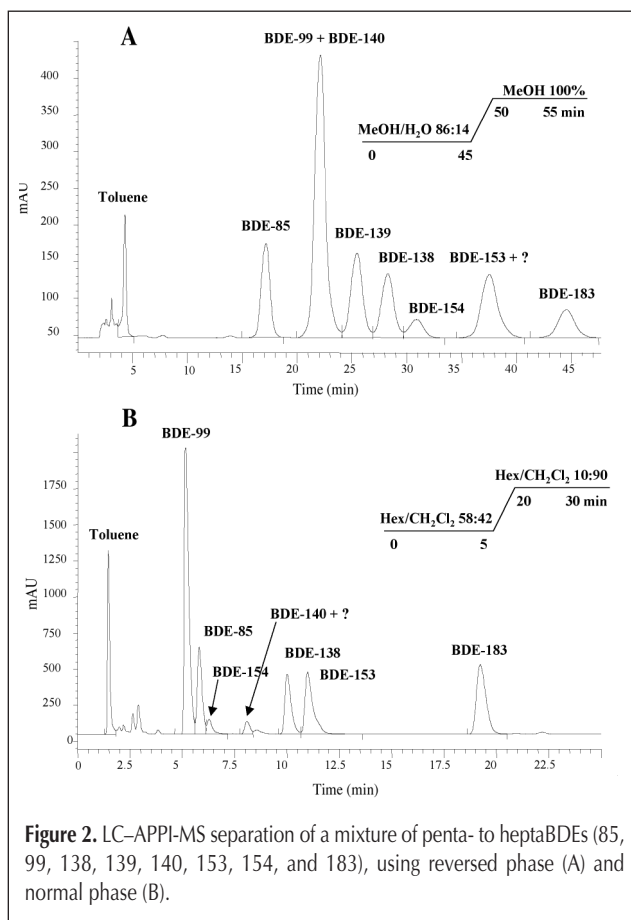 A
BDE-99 + BDE-140
MeOH 100%
50 55 min
MeOH/H₂O 86:14
0 45
Toluene
BDE-85
BDE-139
BDE-138
BDE-154
BDE-153 + ?
BDE-183
mAU
400
350
300
250
200
150
100
50
5 10 15 20 25 30 35 40 45
Time (min)
B
BDE-99
Hex/CH₂Cl₂ 10:90
20 30 min
Hex/CH₂Cl₂ 58:42
0 5
Toluene
BDE-85
BDE-154
BDE-140 + ?
BDE-138
BDE-153
BDE-183
mAU
1750
1500
1250
1000
750
500
250
0
0 2.5 5 7.5 10 12.5 15 17.5 20 22.5
Time (min)
Figure 2. LC–APPI-MS separation of a mixture of penta- to heptaBDEs (85,
99, 138, 139, 140, 153, 154, and 183), using reversed phase (A) and
normal phase (B).